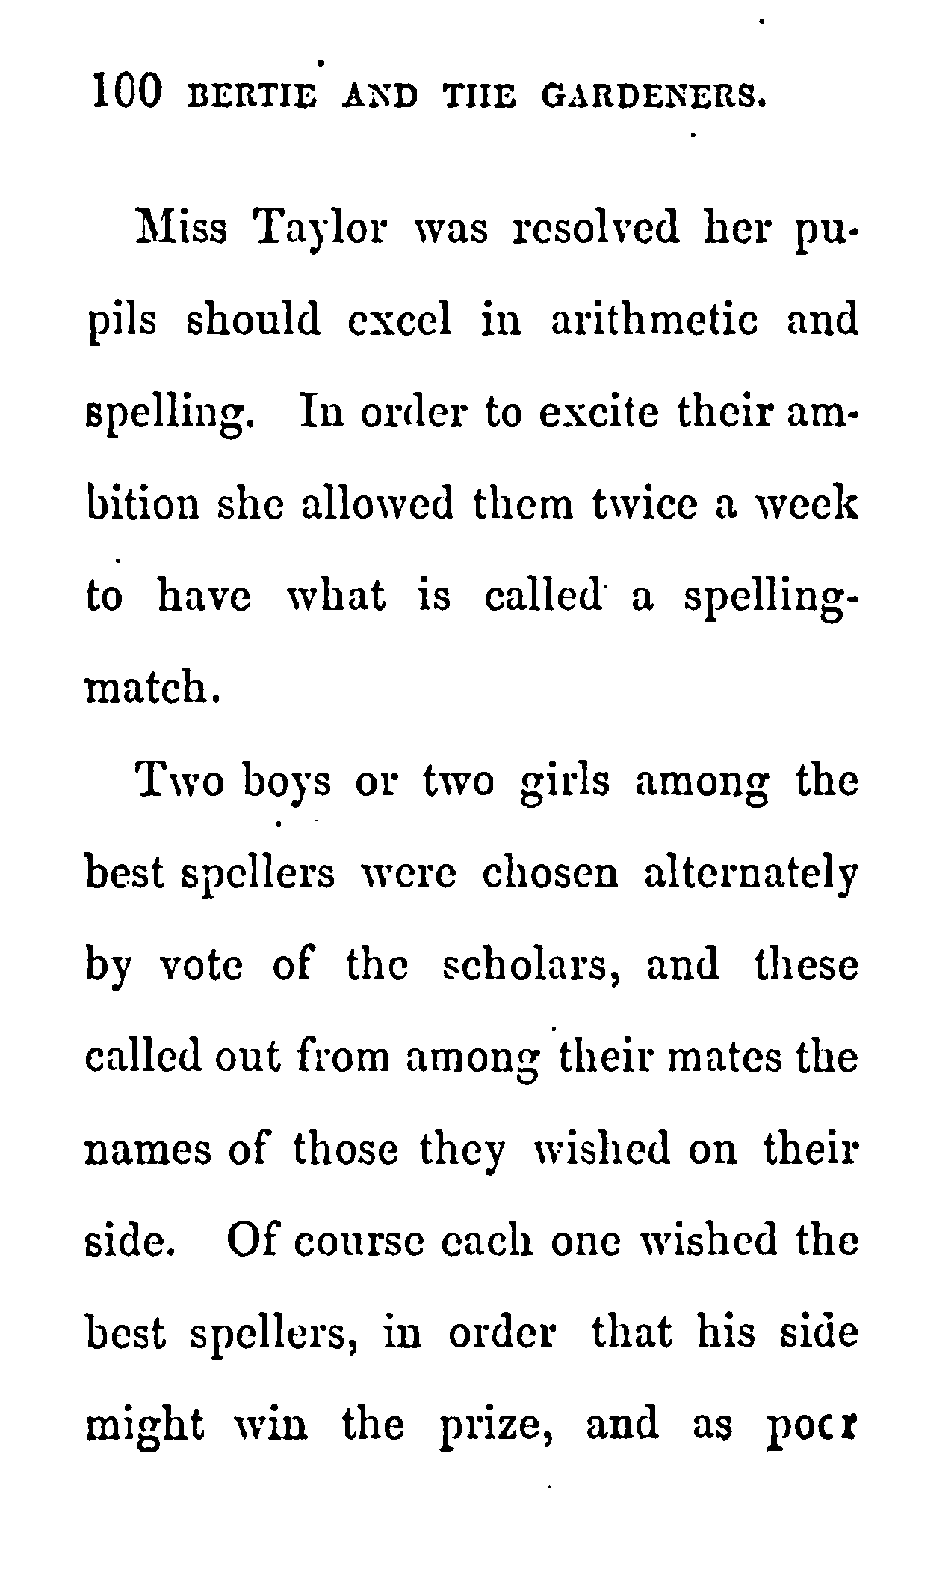 100 BERTIE AND THE GARDENERS.
Miss Taylor was resolved her pu-
pils should excel in arithmetic and
spelling. In order to excite their am-
bition she allowed them twice a week
to have what is called a spelling-
match.
Two boys or two girls among the
best spellers were chosen alternately
by vote of the scholars, and these
called out from among their mates the
names of those they wished on their
side. Of course each one wished the
best spellers, in order that his side
might win the prize, and as poor